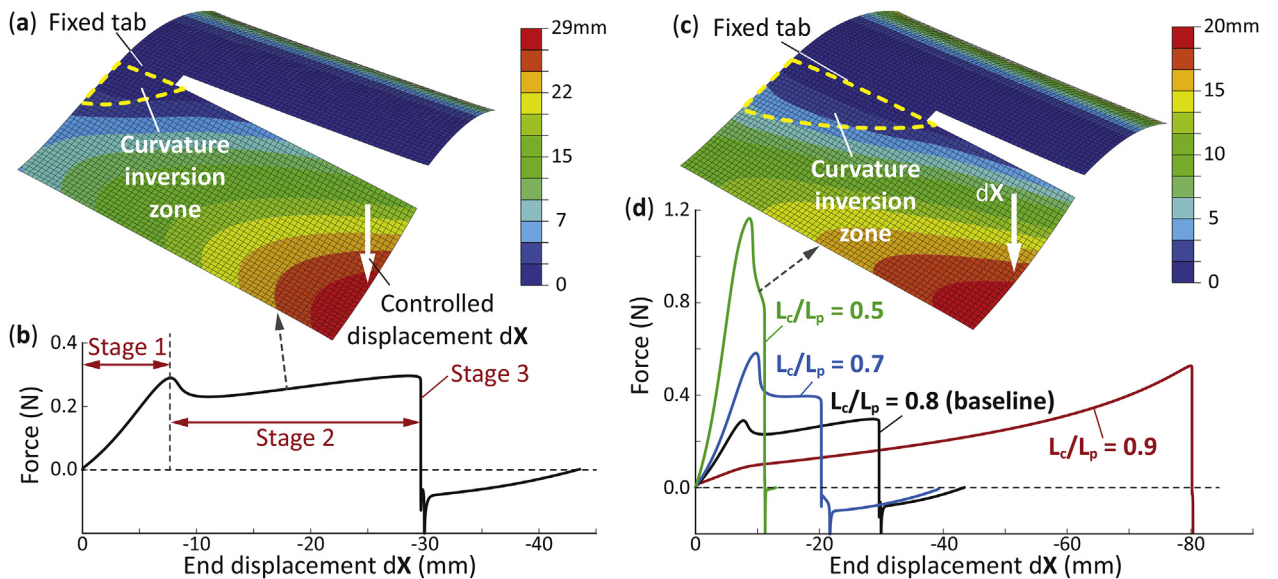 (a)
Fixed tab
Curvature
inversion
zone
29mm
22
15
7
0
Controlled
displacement dX
(b)
0.4
0.2
0.0
Force (N)
Stage 1
Stage 2
Stage 3
0
-10
-20
-30
-40
End displacement dX (mm)
(c)
Fixed tab
Curvature
inversion
zone
dX
20mm
15
10
5
0
(d)
1.2
0.8
0.4
0.0
Force (N)
Lc/Lp = 0.5
Lc/Lp = 0.7
Lc/Lp = 0.8 (baseline)
Lc/Lp = 0.9
0
-20
-40
-60
-80
End displacement dX (mm)